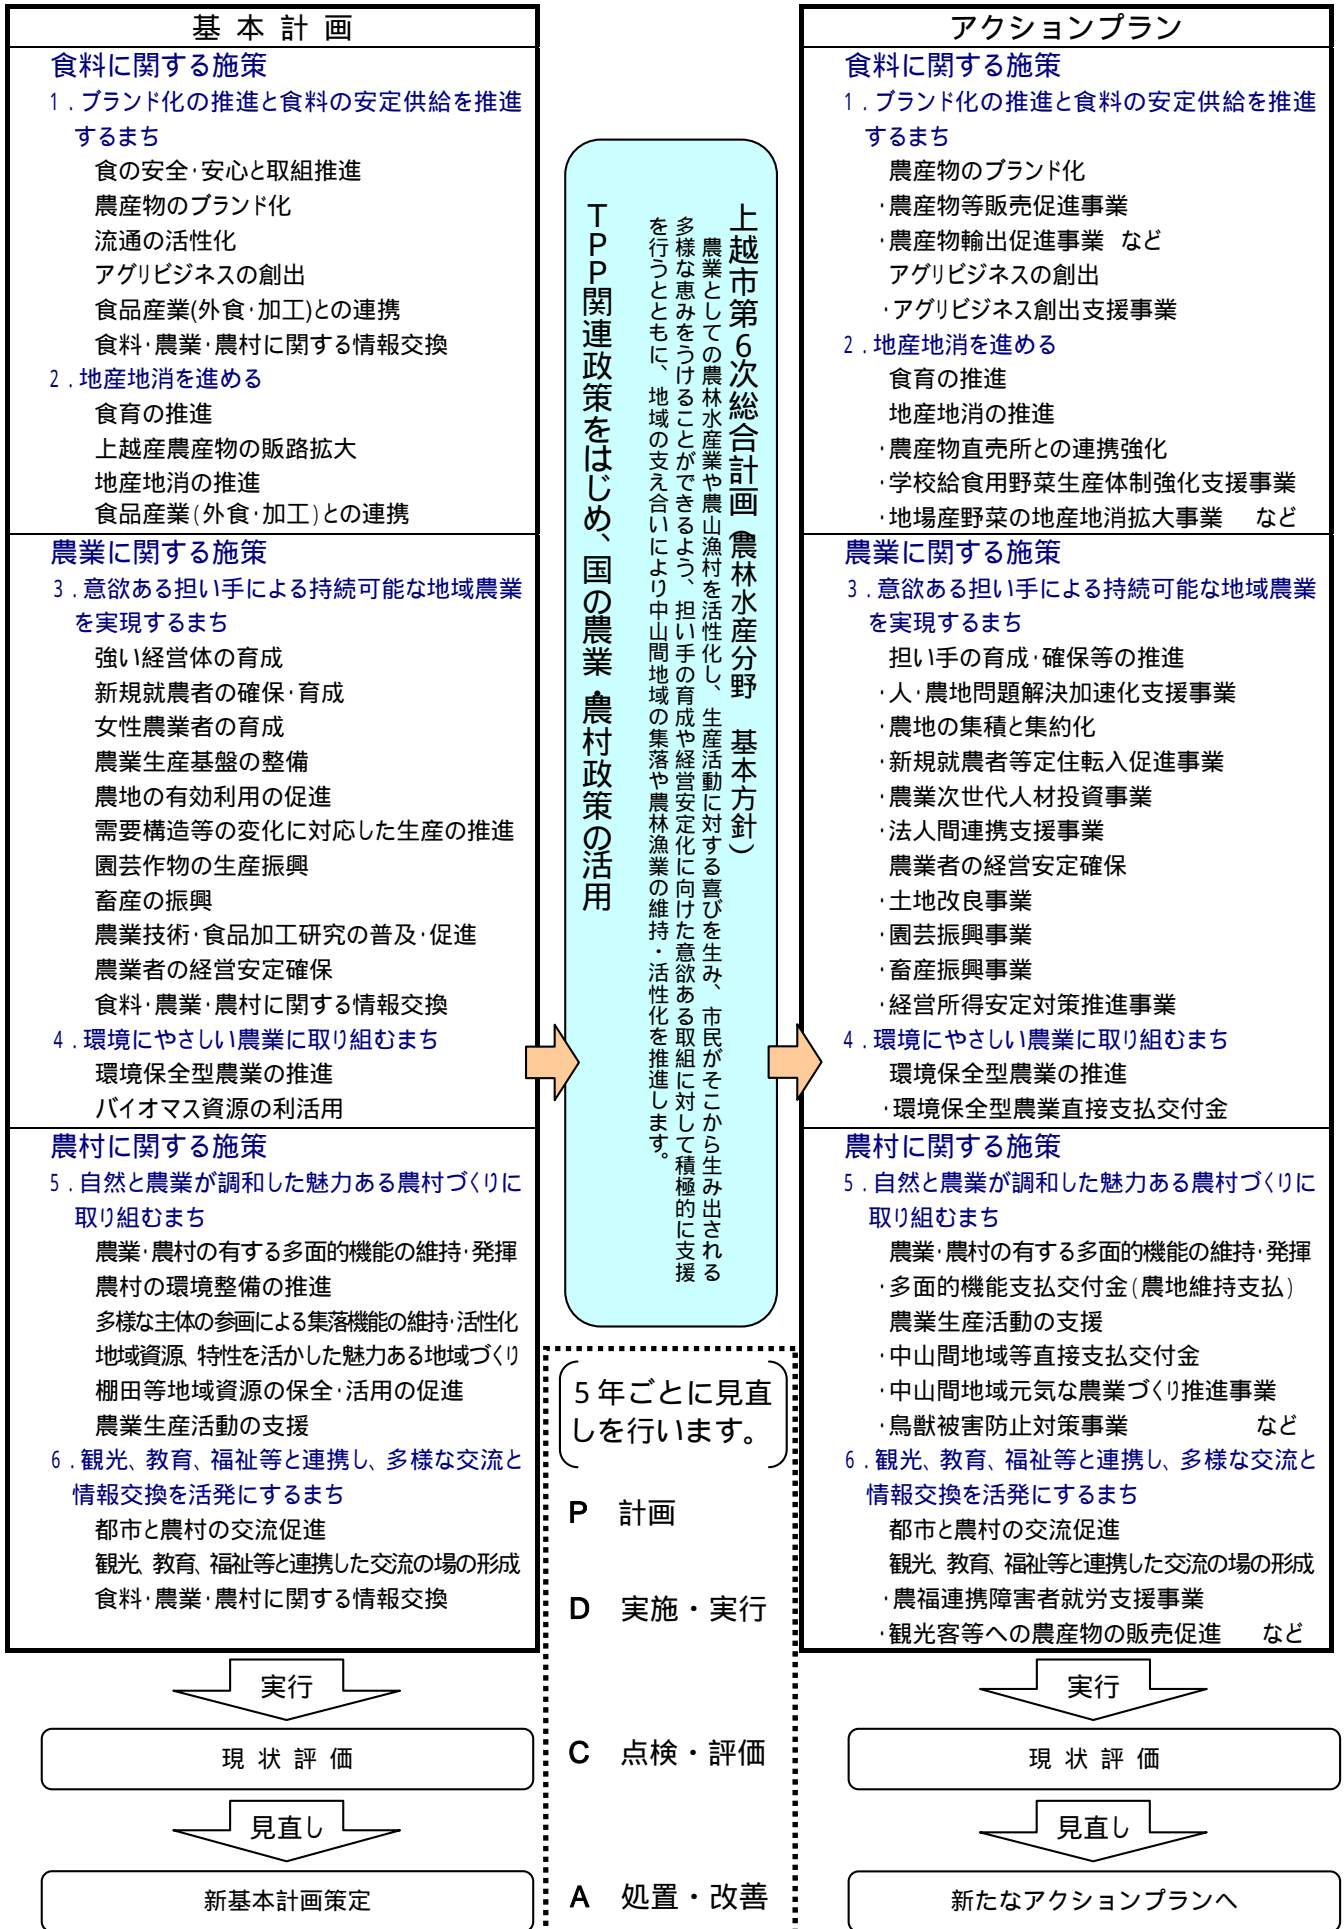 基本計画
食料に関する施策
1．ブランド化の推進と食料の安定供給を推進
するまち
食の安全・安心と取組推進
農産物のブランド化
流通の活性化
アグリビジネスの創出
食品産業(外食・加工)との連携
食料・農業・農村に関する情報交換
2．地産地消を進める
食育の推進
上越産農産物の販路拡大
地産地消の推進
食品産業(外食・加工)との連携
農業に関する施策
3．意欲ある担い手による持続可能な地域農業
を実現するまち
強い経営体の育成
新規就農者の確保・育成
女性農業者の育成
農業生産基盤の整備
農地の有効利用の促進
需要構造等の変化に対応した生産の推進
園芸作物の生産振興
畜産の振興
農業技術・食品加工研究の普及・促進
農業者の経営安定確保
食料・農業・農村に関する情報交換
4．環境にやさしい農業に取り組むまち
環境保全型農業の推進
バイオマス資源の利活用
農村に関する施策
5．自然と農業が調和した魅力ある農村づくりに
取り組むまち
農業・農村の有する多面的機能の維持・発揮
農村の環境整備の推進
多様な主体の参画による集落機能の維持・活性化
地域資源、特性を活かした魅力ある地域づくり
棚田等地域資源の保全・活用の促進
農業生産活動の支援
6．観光、教育、福祉等と連携し、多様な交流と
情報交換を活発にするまち
都市と農村の交流促進
観光、教育、福祉等と連携した交流の場の形成
食料・農業・農村に関する情報交換
実行
現状評価
見直し
新基本計画策定
上越市第6次総合計画（農林水産分野　基本方針）
農業としての農林水産業や農山漁村を活性化し、生産活動に対する喜びを生み、市民がそこから生み出される
多様な恵みをうけることができるよう、担い手の育成や経営安定化に向けた意欲ある取組に対して積極的に支援
を行うとともに、地域の支え合いにより中山間地域の集落や農林漁業の維持・活性化を推進します。
TPP関連政策をはじめ、国の農業・農村政策の活用
5年ごとに見直
しを行います。
P　計画
D　実施・実行
C　点検・評価
A　処置・改善
アクションプラン
食料に関する施策
1．ブランド化の推進と食料の安定供給を推進
するまち
農産物のブランド化
・農産物等販売促進事業
・農産物輸出促進事業　など
アグリビジネスの創出
・アグリビジネス創出支援事業
2．地産地消を進める
食育の推進
地産地消の推進
・農産物直売所との連携強化
・学校給食用野菜生産体制強化支援事業
・地場産野菜の地産地消拡大事業　など
農業に関する施策
3．意欲ある担い手による持続可能な地域農業
を実現するまち
担い手の育成・確保等の推進
・人・農地問題解決加速化支援事業
・農地の集積と集約化
・新規就農者等定住転入促進事業
・農業次世代人材投資事業
・法人間連携支援事業
農業者の経営安定確保
・土地改良事業
・園芸振興事業
・畜産振興事業
・経営所得安定対策推進事業
4．環境にやさしい農業に取り組むまち
環境保全型農業の推進
・環境保全型農業直接支払交付金
農村に関する施策
5．自然と農業が調和した魅力ある農村づくりに
取り組むまち
農業・農村の有する多面的機能の維持・発揮
・多面的機能支払交付金(農地維持支払)
農業生産活動の支援
・中山間地域等直接支払交付金
・中山間地域元気な農業づくり推進事業
・鳥獣被害防止対策事業　など
6．観光、教育、福祉等と連携し、多様な交流と
情報交換を活発にするまち
都市と農村の交流促進
観光、教育、福祉等と連携した交流の場の形成
・農福連携障害者就労支援事業
・観光客等への農産物の販売促進　など
実行
現状評価
見直し
新たなアクションプランへ